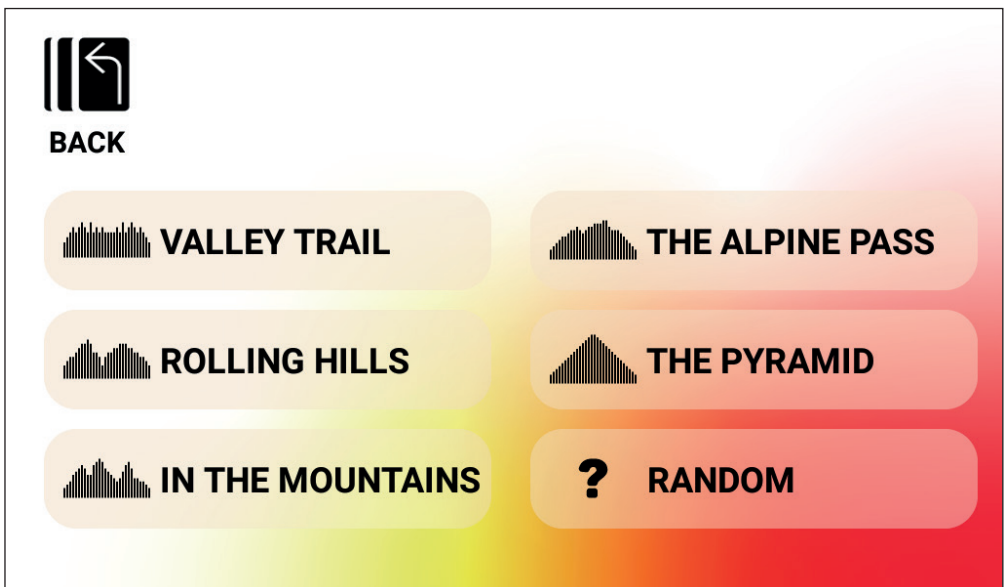 BACK
VALLEY TRAIL
THE ALPINE PASS
ROLLING HILLS
THE PYRAMID
IN THE MOUNTAINS
? RANDOM